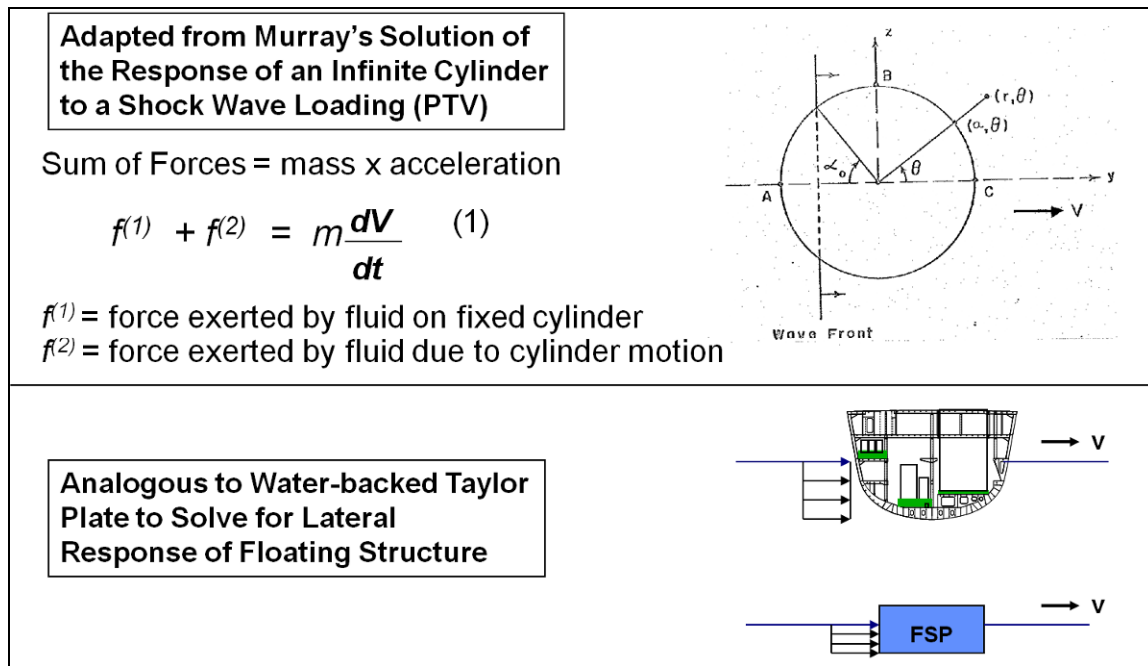 Adapted from Murray's Solution of
the Response of an Infinite Cylinder
to a Shock Wave Loading (PTV)
Sum of Forces = mass x acceleration
f(1) + f(2) = m dV/dt (1)
f(1) = force exerted by fluid on fixed cylinder
f(2) = force exerted by fluid due to cylinder motion
z
B
(r,θ)
(a,θ)
α₀
θ
A
C
y
V
Wave Front
Analogous to Water-backed Taylor
Plate to Solve for Lateral
Response of Floating Structure
V
V
FSP